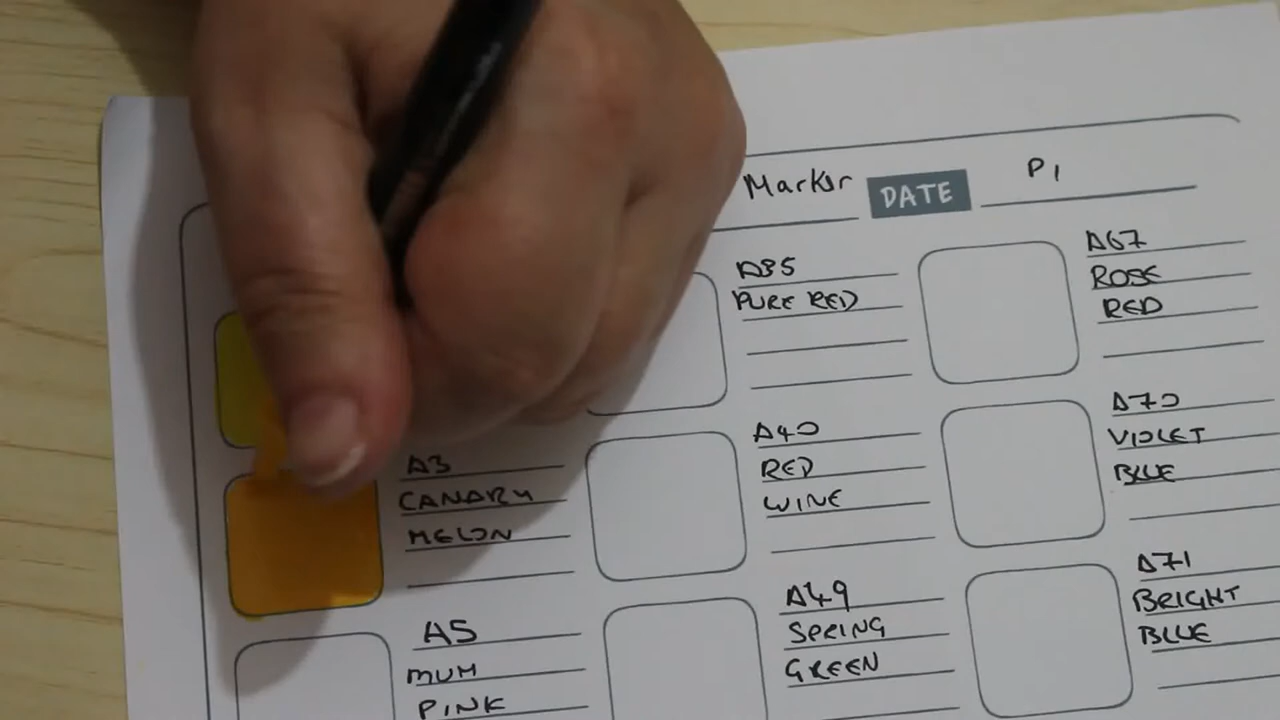 Marker DATE P1
A35
PURE RED
A67
ROSE
RED
A3
CANARY
MELON
A40
RED
WINE
A70
VIOLET
BLUE
A5
MUM
PINK
A49
SPRING
GREEN
A71
BRIGHT
BLUE